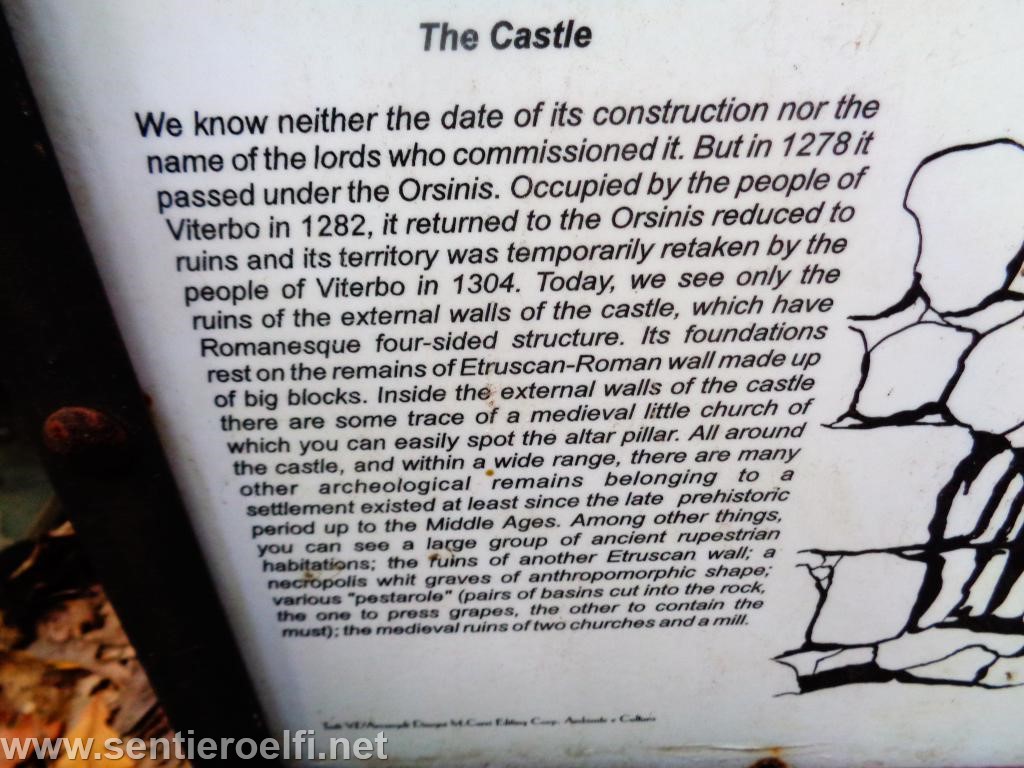 The Castle
We know neither the date of its construction nor the
name of the lords who commissioned it. But in 1278 it
passed under the Orsinis. Occupied by the people of
Viterbo in 1282, it returned to the Orsinis reduced to
ruins and its territory was temporarily retaken by the
people of Viterbo in 1304. Today, we see only the
ruins of the external walls of the castle, which have
Romanesque four-sided structure. Its foundations
rest on the remains of Etruscan-Roman wall made up
of big blocks. Inside the external walls of the castle
there are some trace of a medieval little church of
which you can easily spot the altar pillar. All around
the castle, and within a wide range, there are many
other archeological remains belonging to a
settlement existed at least since the late prehistoric
period up to the Middle Ages. Among other things,
you can see a large group of ancient rupestrian
habitations; the ruins of another Etruscan wall; a
necropolis whit graves of anthropomorphic shape;
various "pestarole" (pairs of basins cut into the rock,
the one to press grapes, the other to contain the
must); the medieval ruins of two churches and a mill.
Ambiente e Cultura
www.sentieroelfi.net